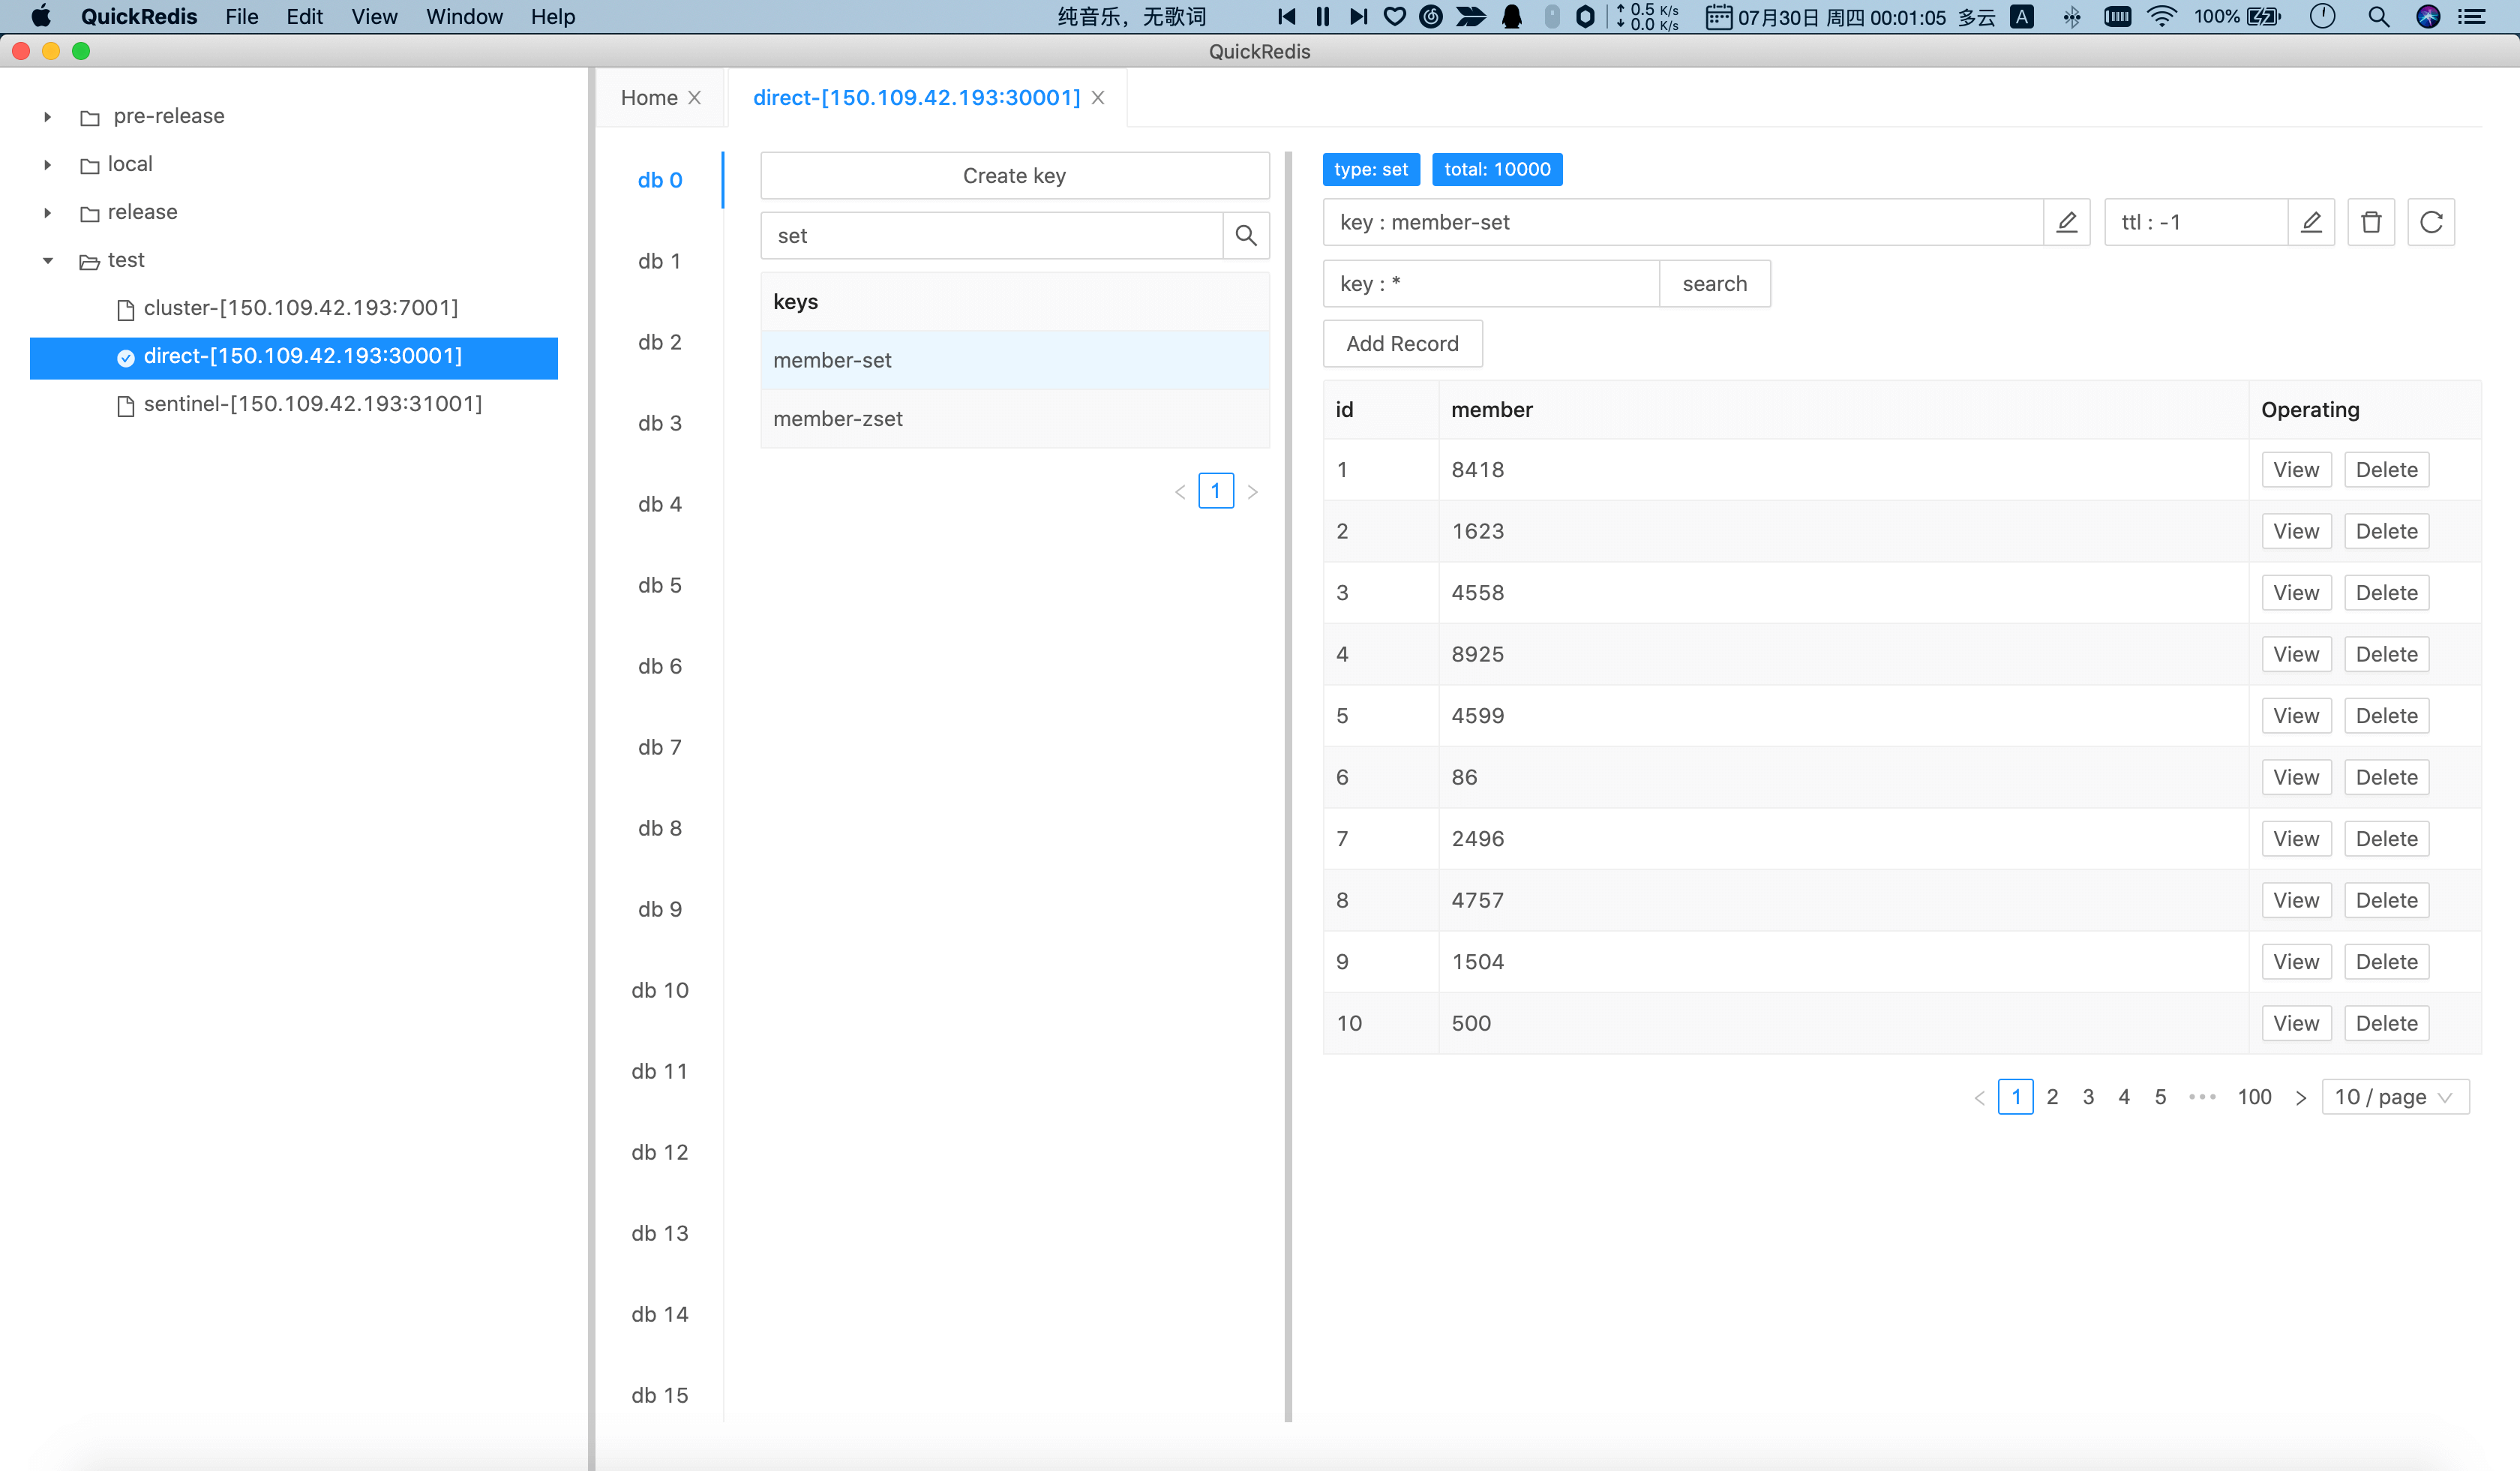 QuickRedis File Edit View Window Help 纯音乐，无歌词 0.5 K/s 0.0 K/s 07月30日 周四 00:01:05 多云 A 100%
QuickRedis
pre-release
local
release
test
cluster-[150.109.42.193:7001]
direct-[150.109.42.193:30001]
sentinel-[150.109.42.193:31001]
Home direct-[150.109.42.193:30001]
db 0
db 1
db 2
db 3
db 4
db 5
db 6
db 7
db 8
db 9
db 10
db 11
db 12
db 13
db 14
db 15
Create key
set
keys
member-set
member-zset
1
type: set total: 10000
key : member-set ttl : -1
key : * search
Add Record
id member Operating
1 8418 View Delete
2 1623 View Delete
3 4558 View Delete
4 8925 View Delete
5 4599 View Delete
6 86 View Delete
7 2496 View Delete
8 4757 View Delete
9 1504 View Delete
10 500 View Delete
1 2 3 4 5 ••• 100 10 / page